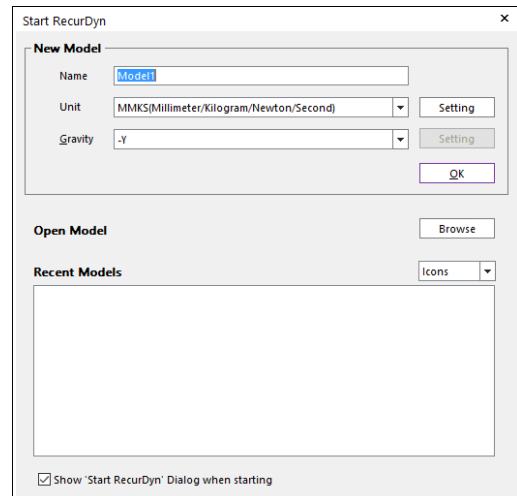 Start RecurDyn
New Model
Name Model1
Unit MMKS(Millimeter/Kilogram/Newton/Second) Setting
Gravity -Y Setting
OK
Open Model Browse
Recent Models Icons
Show 'Start RecurDyn' Dialog when starting